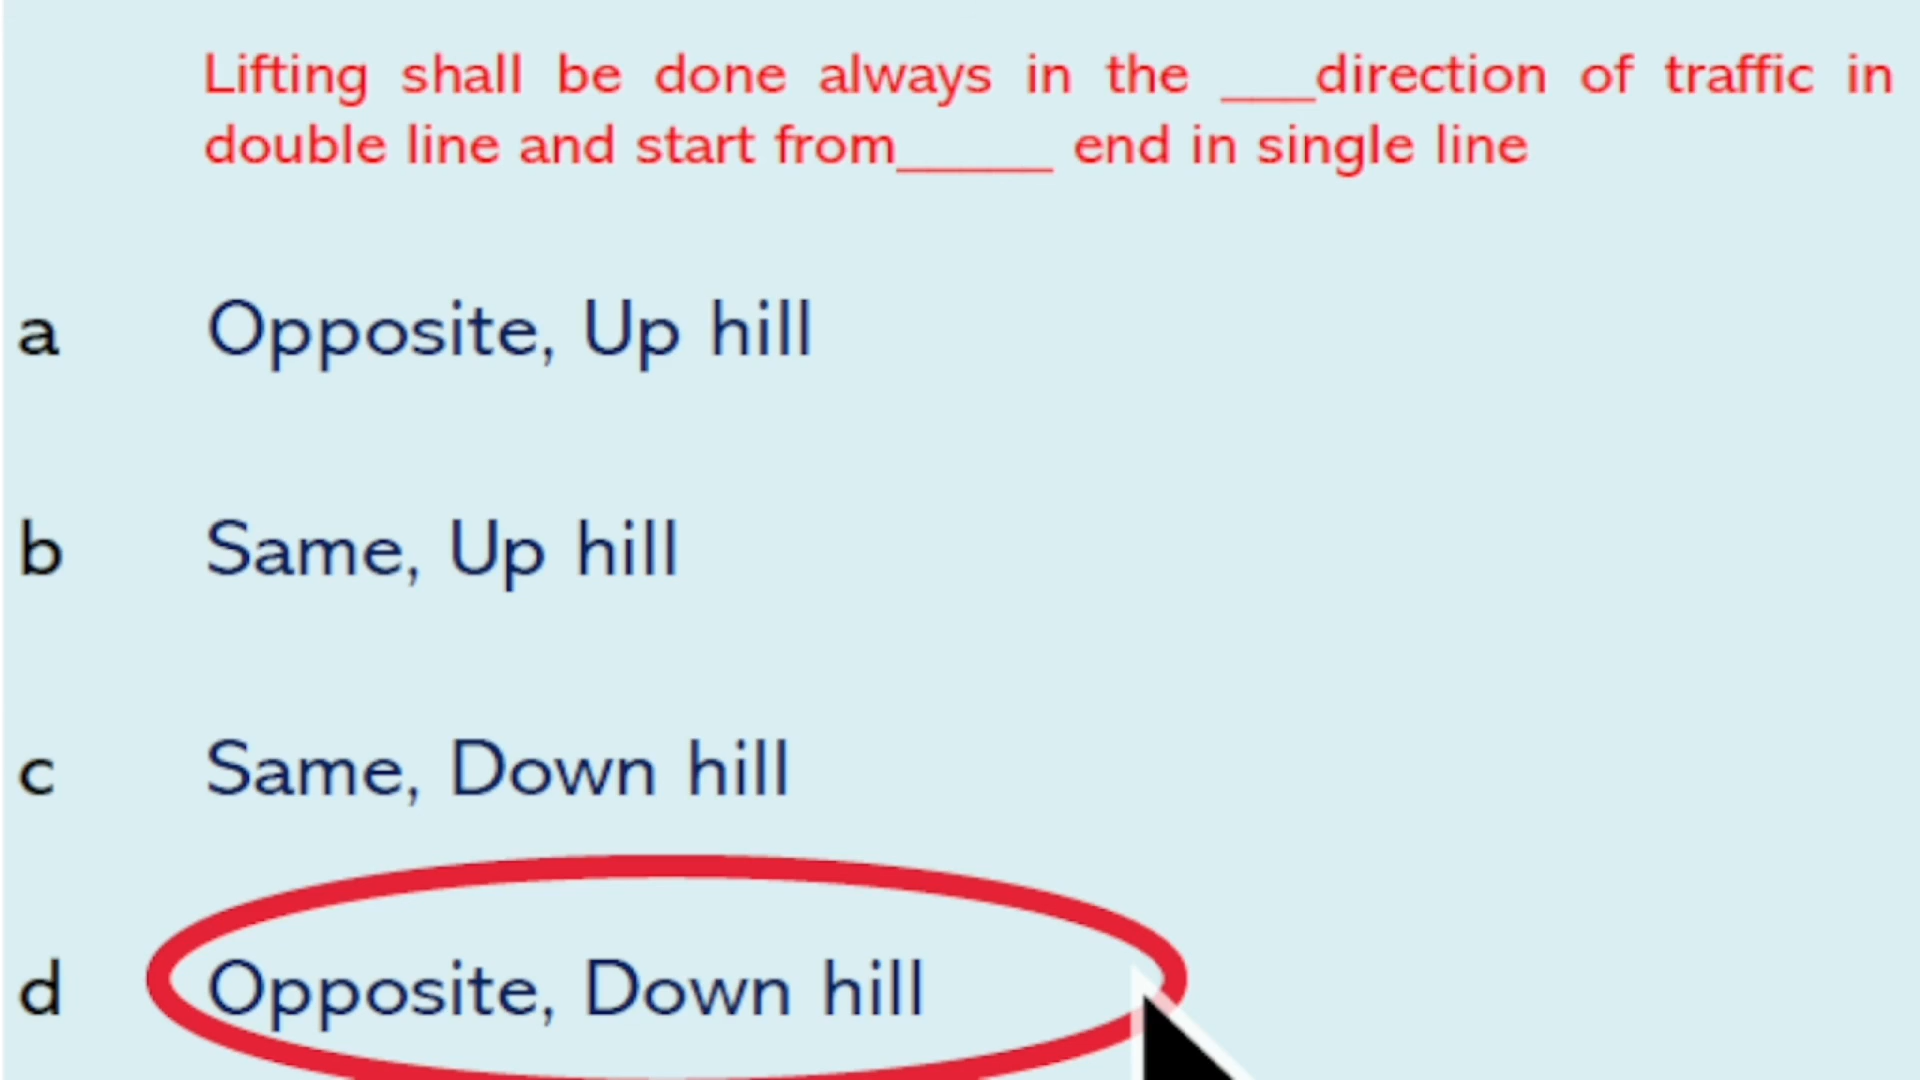 Lifting shall be done always in the ___direction of traffic in
double line and start from_____ end in single line
a Opposite, Up hill
b Same, Up hill
c Same, Down hill
d Opposite, Down hill